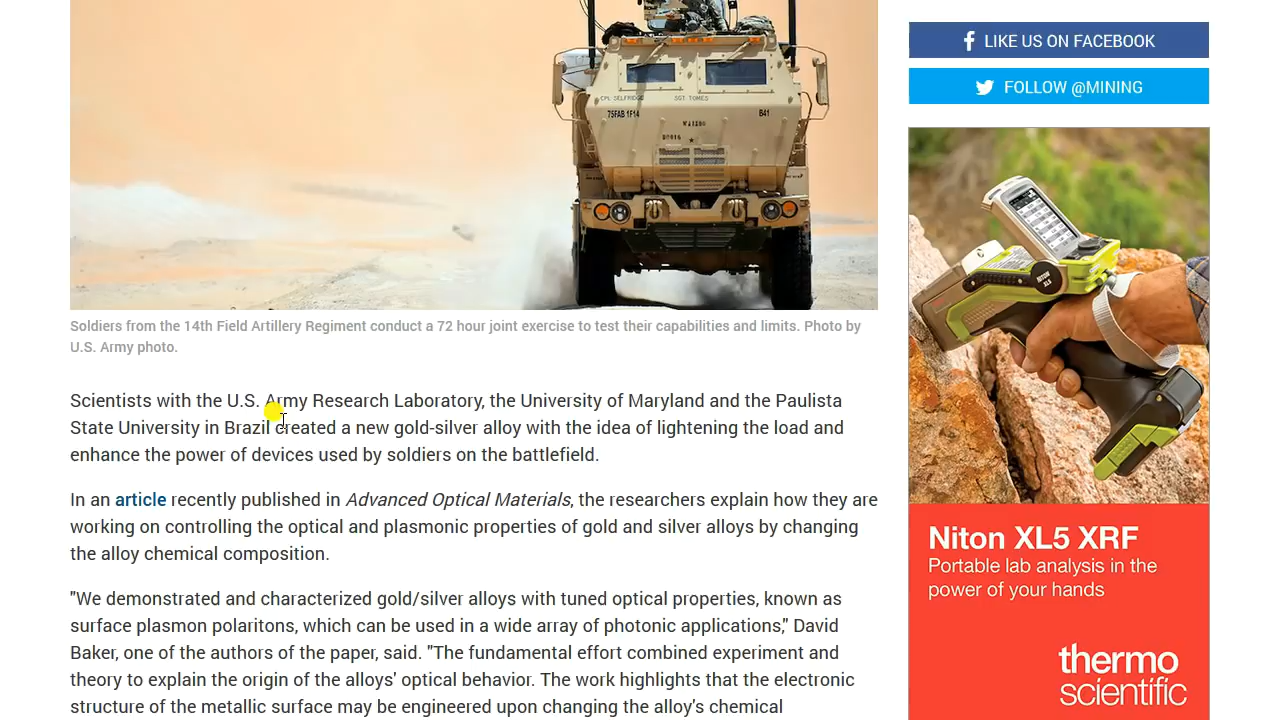 CPL SELFRIDGE SGT TOMES
75FAB 1F14 B41
LIKE US ON FACEBOOK
FOLLOW @MINING
Soldiers from the 14th Field Artillery Regiment conduct a 72 hour joint exercise to test their capabilities and limits. Photo by
U.S. Army photo.
Scientists with the U.S. Army Research Laboratory, the University of Maryland and the Paulista
State University in Brazil created a new gold-silver alloy with the idea of lightening the load and
enhance the power of devices used by soldiers on the battlefield.
In an article recently published in Advanced Optical Materials, the researchers explain how they are
working on controlling the optical and plasmonic properties of gold and silver alloys by changing
the alloy chemical composition.
"We demonstrated and characterized gold/silver alloys with tuned optical properties, known as
surface plasmon polaritons, which can be used in a wide array of photonic applications," David
Baker, one of the authors of the paper, said. "The fundamental effort combined experiment and
theory to explain the origin of the alloys' optical behavior. The work highlights that the electronic
structure of the metallic surface may be engineered upon changing the alloy's chemical
NITON
XL5
Niton XL5 XRF
Portable lab analysis in the
power of your hands
thermo
scientific